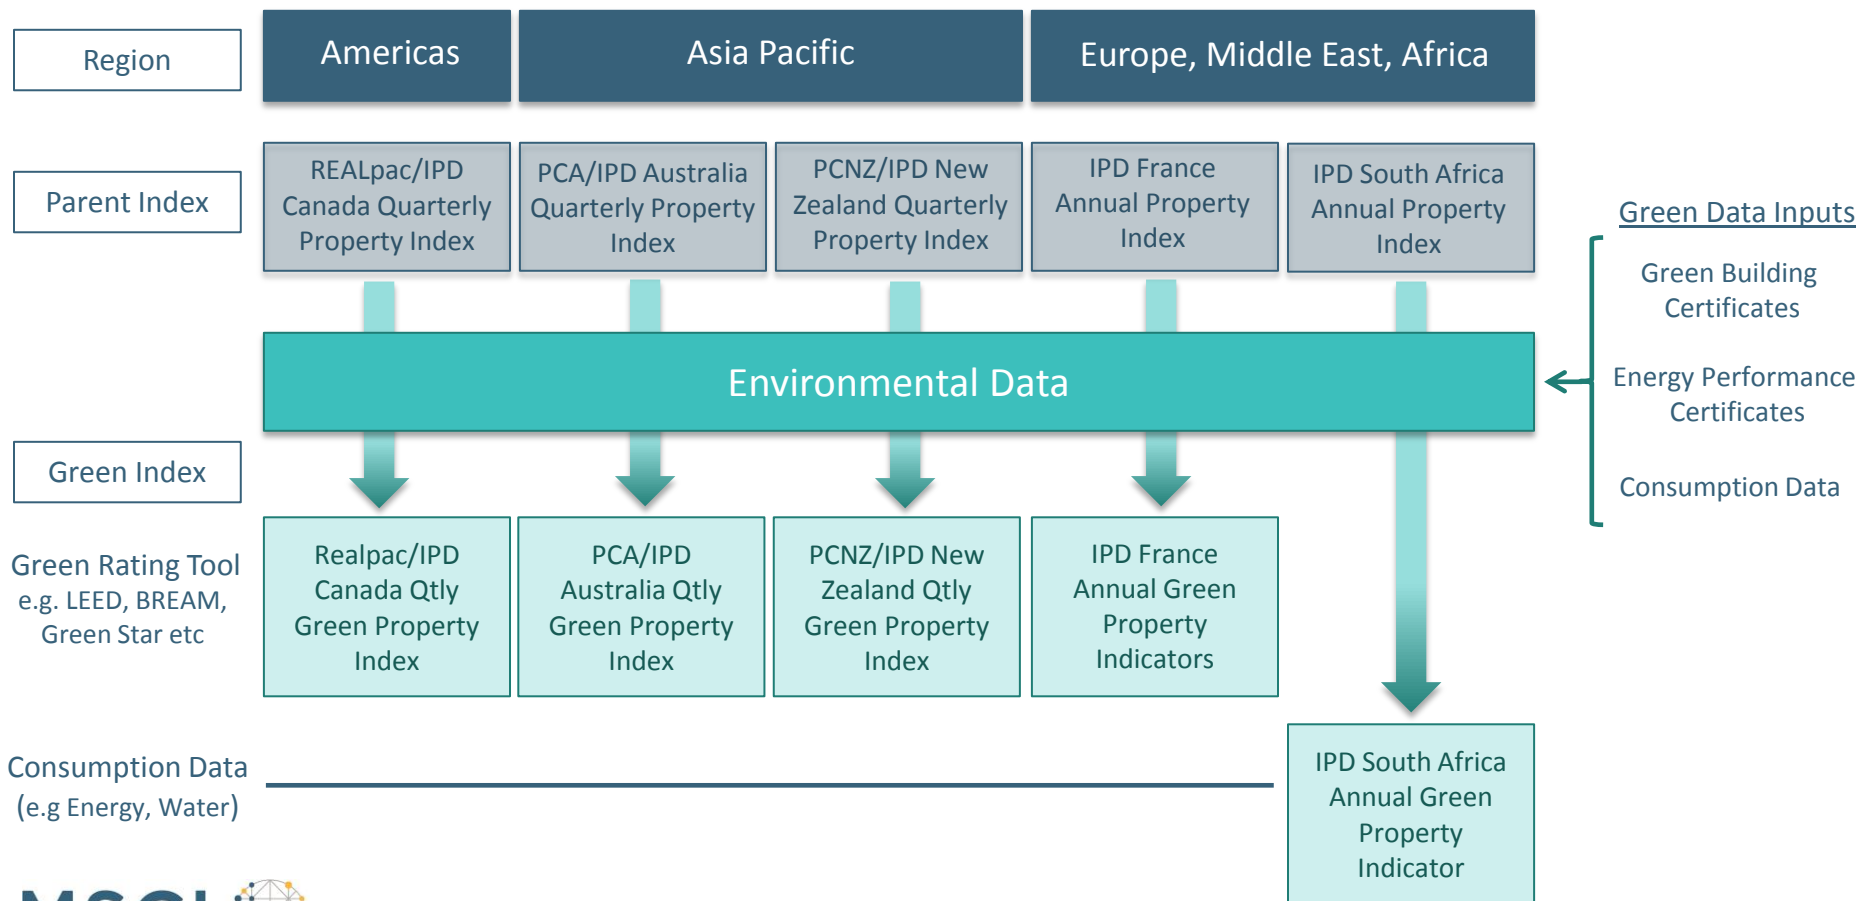 Region
Americas
Asia Pacific
Europe, Middle East, Africa
Parent Index
REALpac/IPD
Canada Quarterly
Property Index
PCA/IPD Australia
Quarterly Property
Index
PCNZ/IPD New
Zealand Quarterly
Property Index
IPD France
Annual Property
Index
IPD South Africa
Annual Property
Index
Green Data Inputs
Green Building
Certificates
Energy Performance
Certificates
Consumption Data
Environmental Data
Green Index
Green Rating Tool
e.g. LEED, BREAM,
Green Star etc
Realpac/IPD
Canada Qtly
Green Property
Index
PCA/IPD
Australia Qtly
Green Property
Index
PCNZ/IPD New
Zealand Qtly
Green Property
Index
IPD France
Annual Green
Property
Indicators
Consumption Data
(e.g Energy, Water)
IPD South Africa
Annual Green
Property
Indicator
MSCI